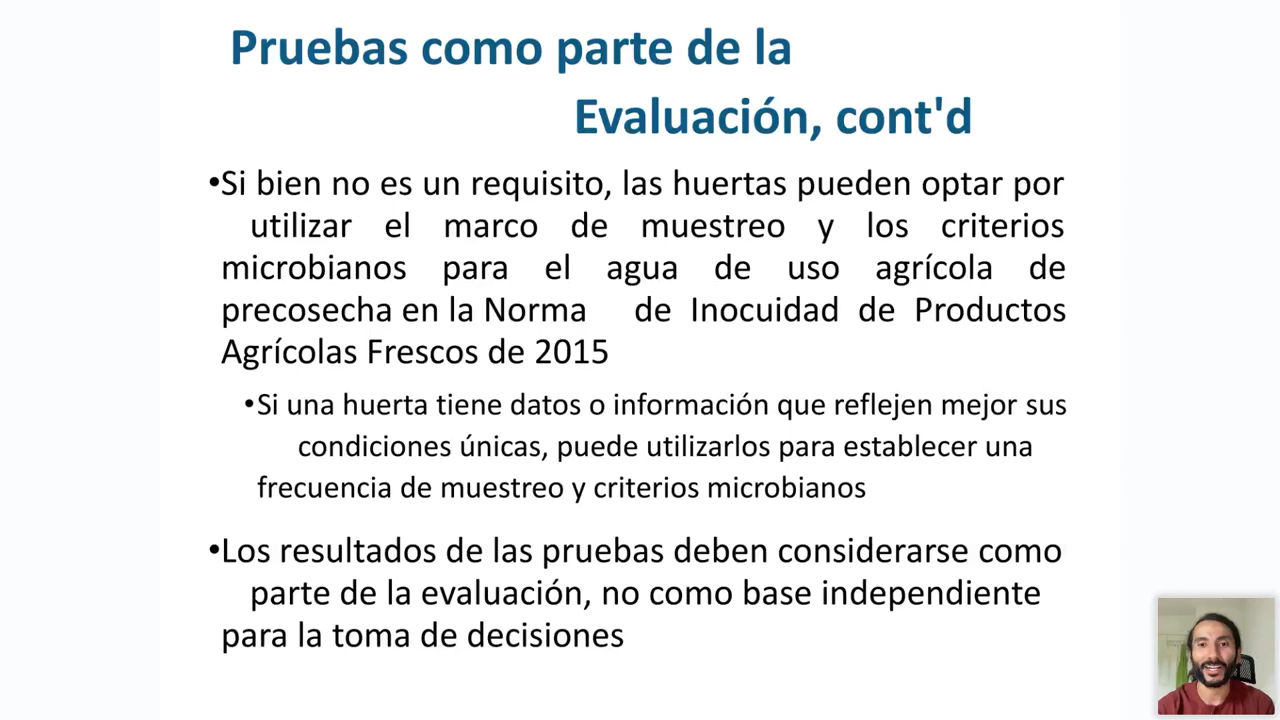 Pruebas como parte de la
Evaluación, cont'd
•Si bien no es un requisito, las huertas pueden optar por
utilizar el marco de muestreo y los criterios
microbianos para el agua de uso agrícola de
precosecha en la Norma de Inocuidad de Productos
Agrícolas Frescos de 2015
•Si una huerta tiene datos o información que reflejen mejor sus
condiciones únicas, puede utilizarlos para establecer una
frecuencia de muestreo y criterios microbianos
•Los resultados de las pruebas deben considerarse como
parte de la evaluación, no como base independiente
para la toma de decisiones